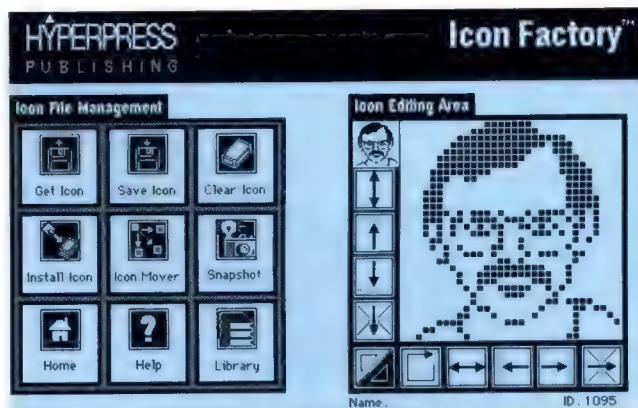 HYPERPRESS
PUBLISHING
Icon Factory™
Icon File Management
Get Icon
Save Icon
Clear Icon
Install Icon
Icon Mover
Snapshot
Home
Help
Library
Icon Editing Area
Name.
ID. 1095